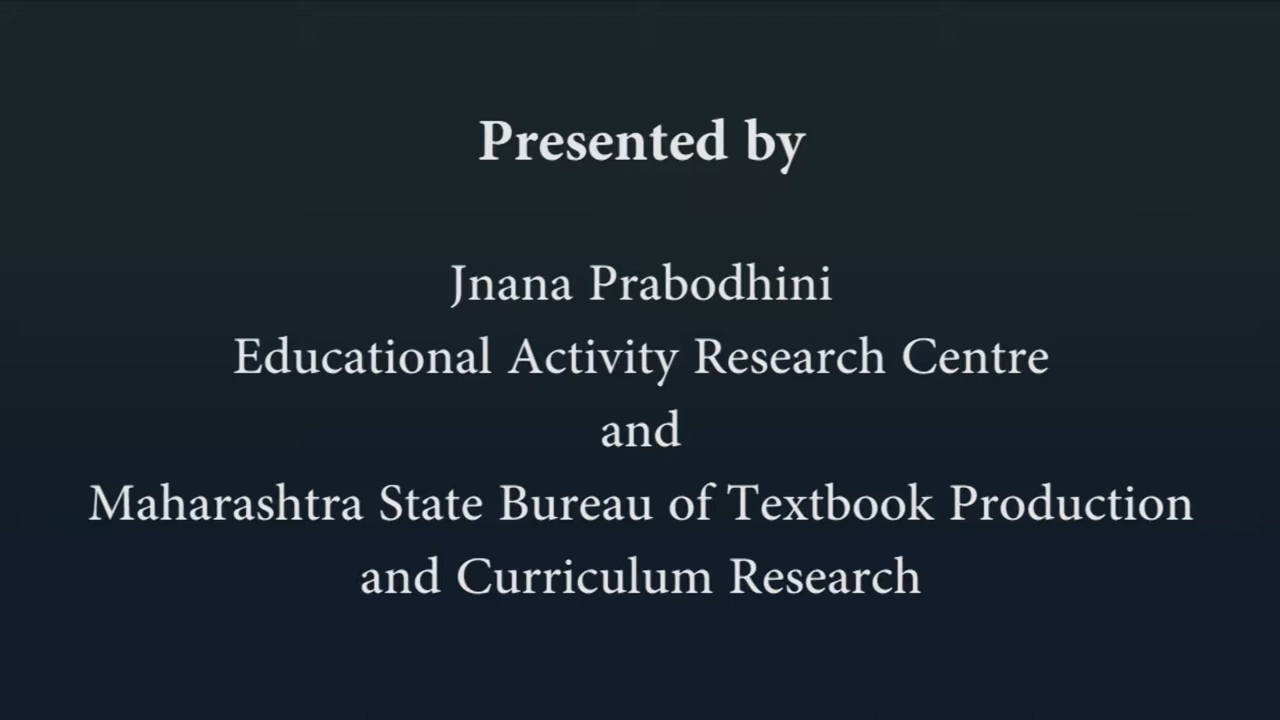 Presented by
Jnana Prabodhini
Educational Activity Research Centre
and
Maharashtra State Bureau of Textbook Production
and Curriculum Research